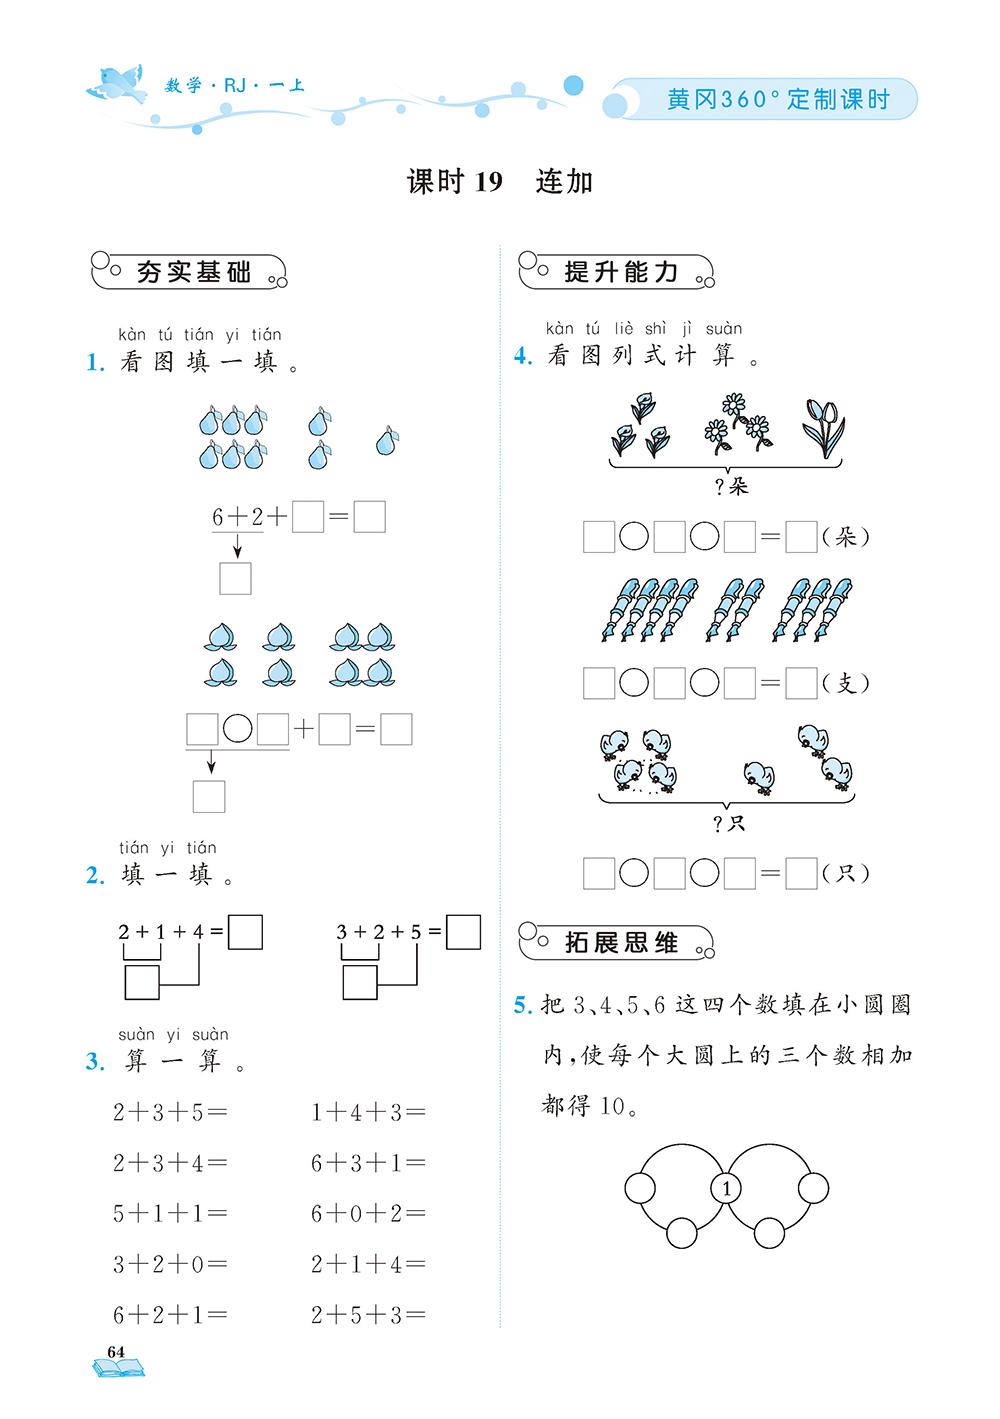 数学·RJ·一上
黄冈360°定制课时
课时 19 连加
夯实基础
kàn tú tián yi tián
1. 看图填一填。
6+2+□=□
□
□○□+□=□
□
tián yi tián
2. 填一填。
2+1+4=□ 3+2+5=□
suàn yi suàn
3. 算一算。
2+3+5= 1+4+3=
2+3+4= 6+3+1=
5+1+1= 6+0+2=
3+2+0= 2+1+4=
6+2+1= 2+5+3=
提升能力
kàn tú liè shì jì suàn
4. 看图列式计算。
?朵
□○□○□=□(朵)
□○□○□=□(支)
?只
□○□○□=□(只)
拓展思维
5. 把 3、4、5、6 这四个数填在小圆圈
内,使每个大圆上的三个数相加
都得 10。
1
64